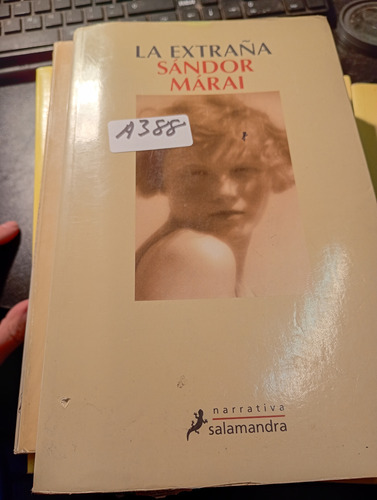 LA EXTRAÑA
SÁNDOR
MÁRAI
A388
narrativa
salamandra